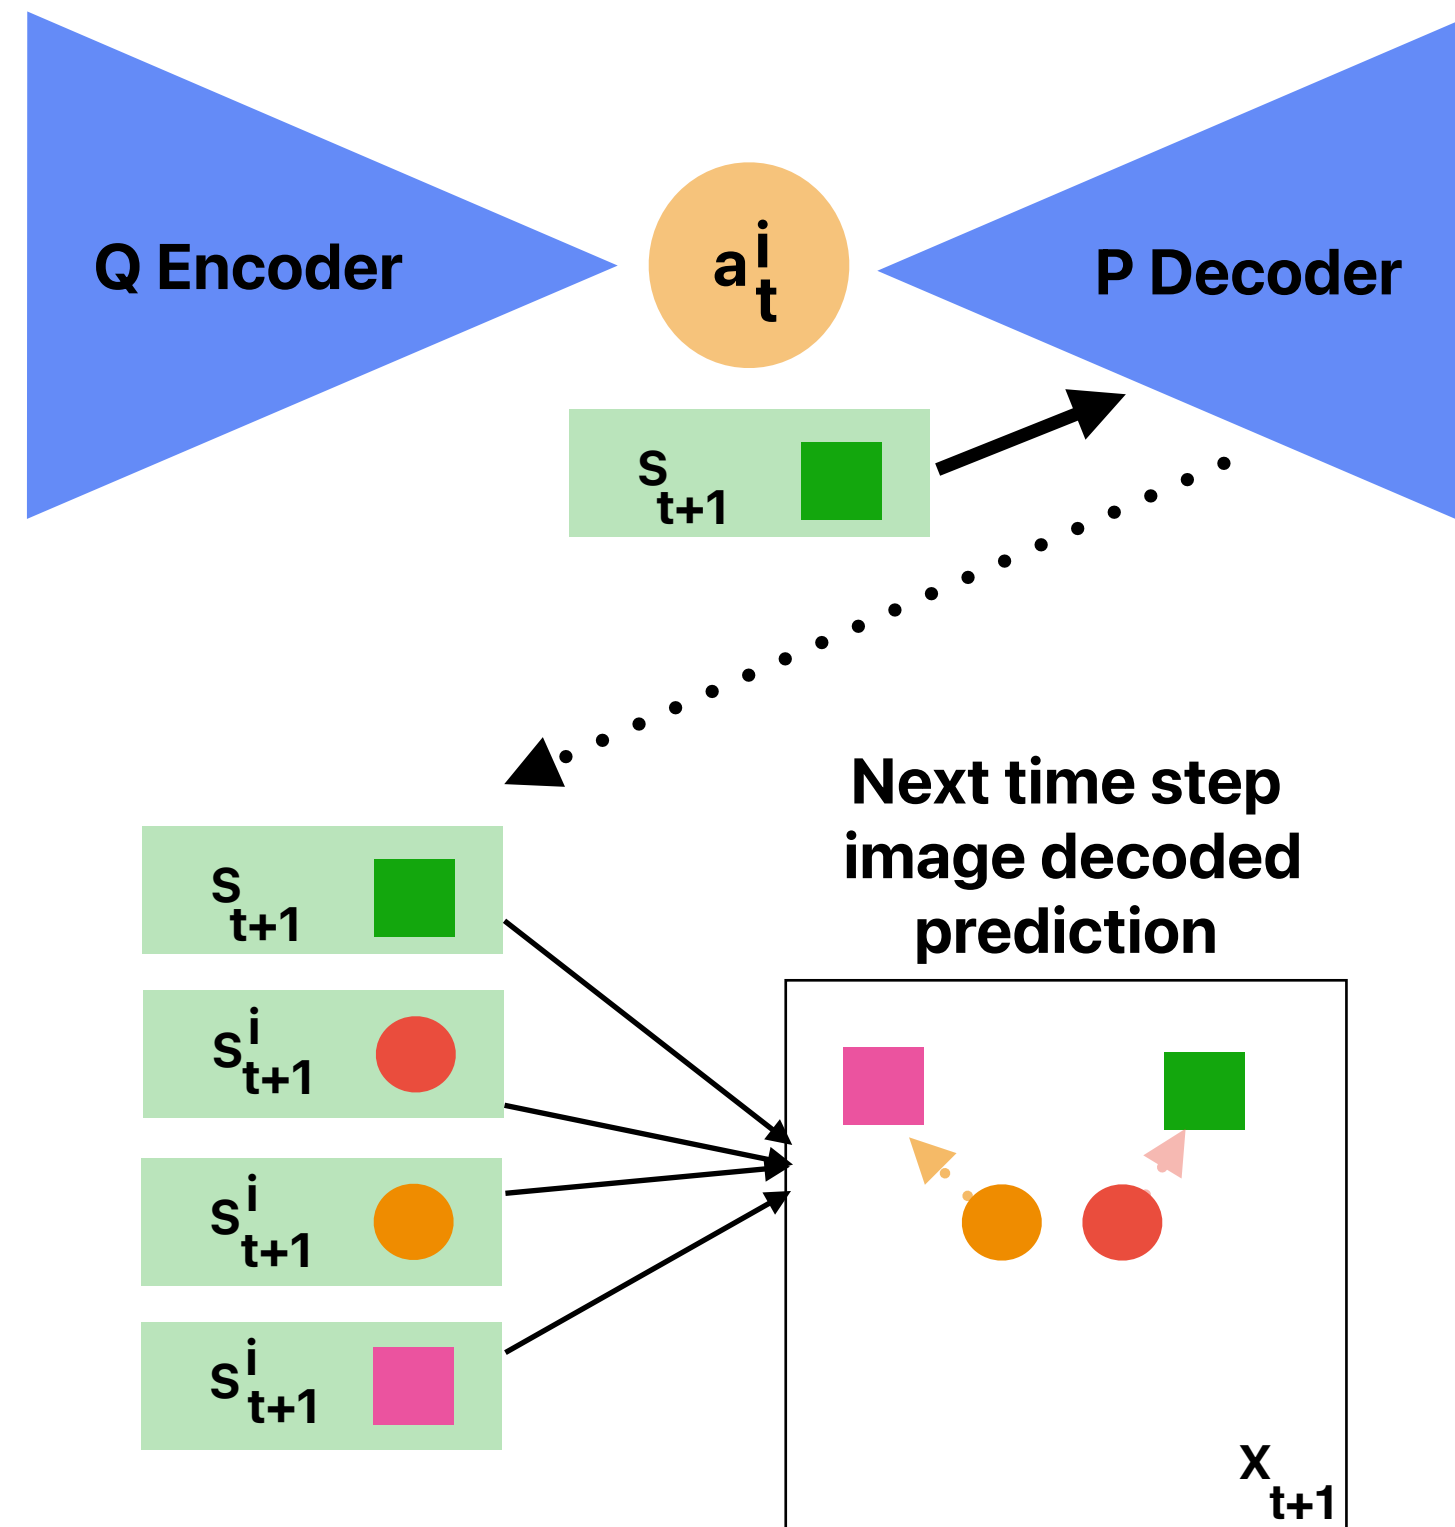 Q Encoder
a i t
P Decoder
S t+1
Next time step
image decoded
prediction
S t+1
S i t+1
S i t+1
S i t+1
X t+1